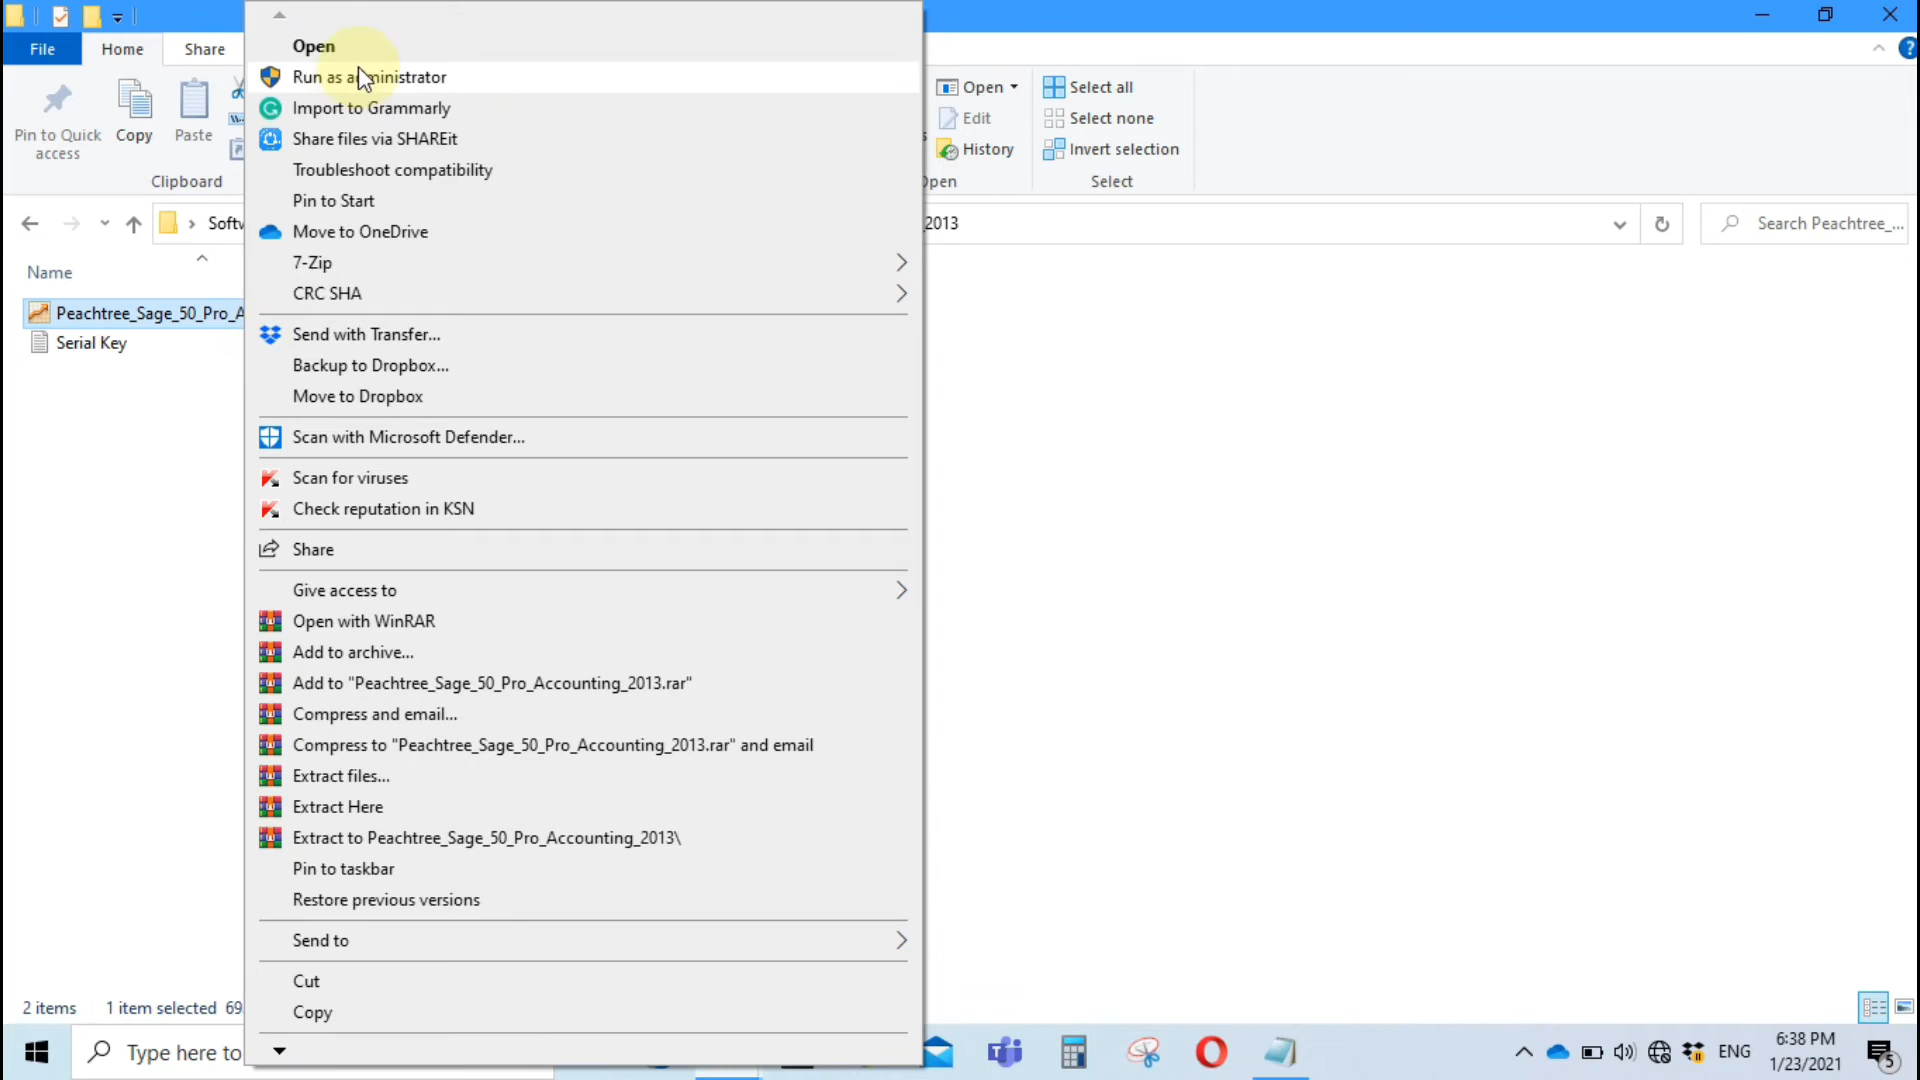 File
Home
Share
Pin to Quick access
Copy
Paste
Clipboard
Open
Run as administrator
Import to Grammarly
Share files via SHAREit
Troubleshoot compatibility
Pin to Start
Move to OneDrive
7-Zip
CRC SHA
Send with Transfer...
Backup to Dropbox...
Move to Dropbox
Scan with Microsoft Defender...
Scan for viruses
Check reputation in KSN
Share
Give access to
Open with WinRAR
Add to archive...
Add to "Peachtree_Sage_50_Pro_Accounting_2013.rar"
Compress and email...
Compress to "Peachtree_Sage_50_Pro_Accounting_2013.rar" and email
Extract files...
Extract Here
Extract to Peachtree_Sage_50_Pro_Accounting_2013\
Pin to taskbar
Restore previous versions
Send to
Cut
Copy
Open
Edit
History
Select all
Select none
Invert selection
Select
_2013
Search Peachtree_...
Name
Peachtree_Sage_50_Pro_A
Serial Key
2 items
1 item selected 69
Type here to
ENG
6:38 PM
1/23/2021
5